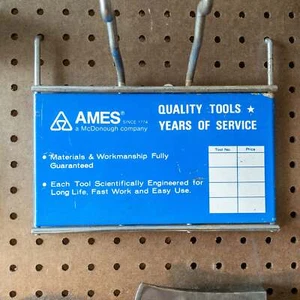 AMES®
SINCE 1774
a McDonough company
QUALITY TOOLS ★
YEARS OF SERVICE
• Materials & Workmanship Fully
Guaranteed
• Each Tool Scientifically Engineered for
Long Life, Fast Work and Easy Use.
Tool No. Price